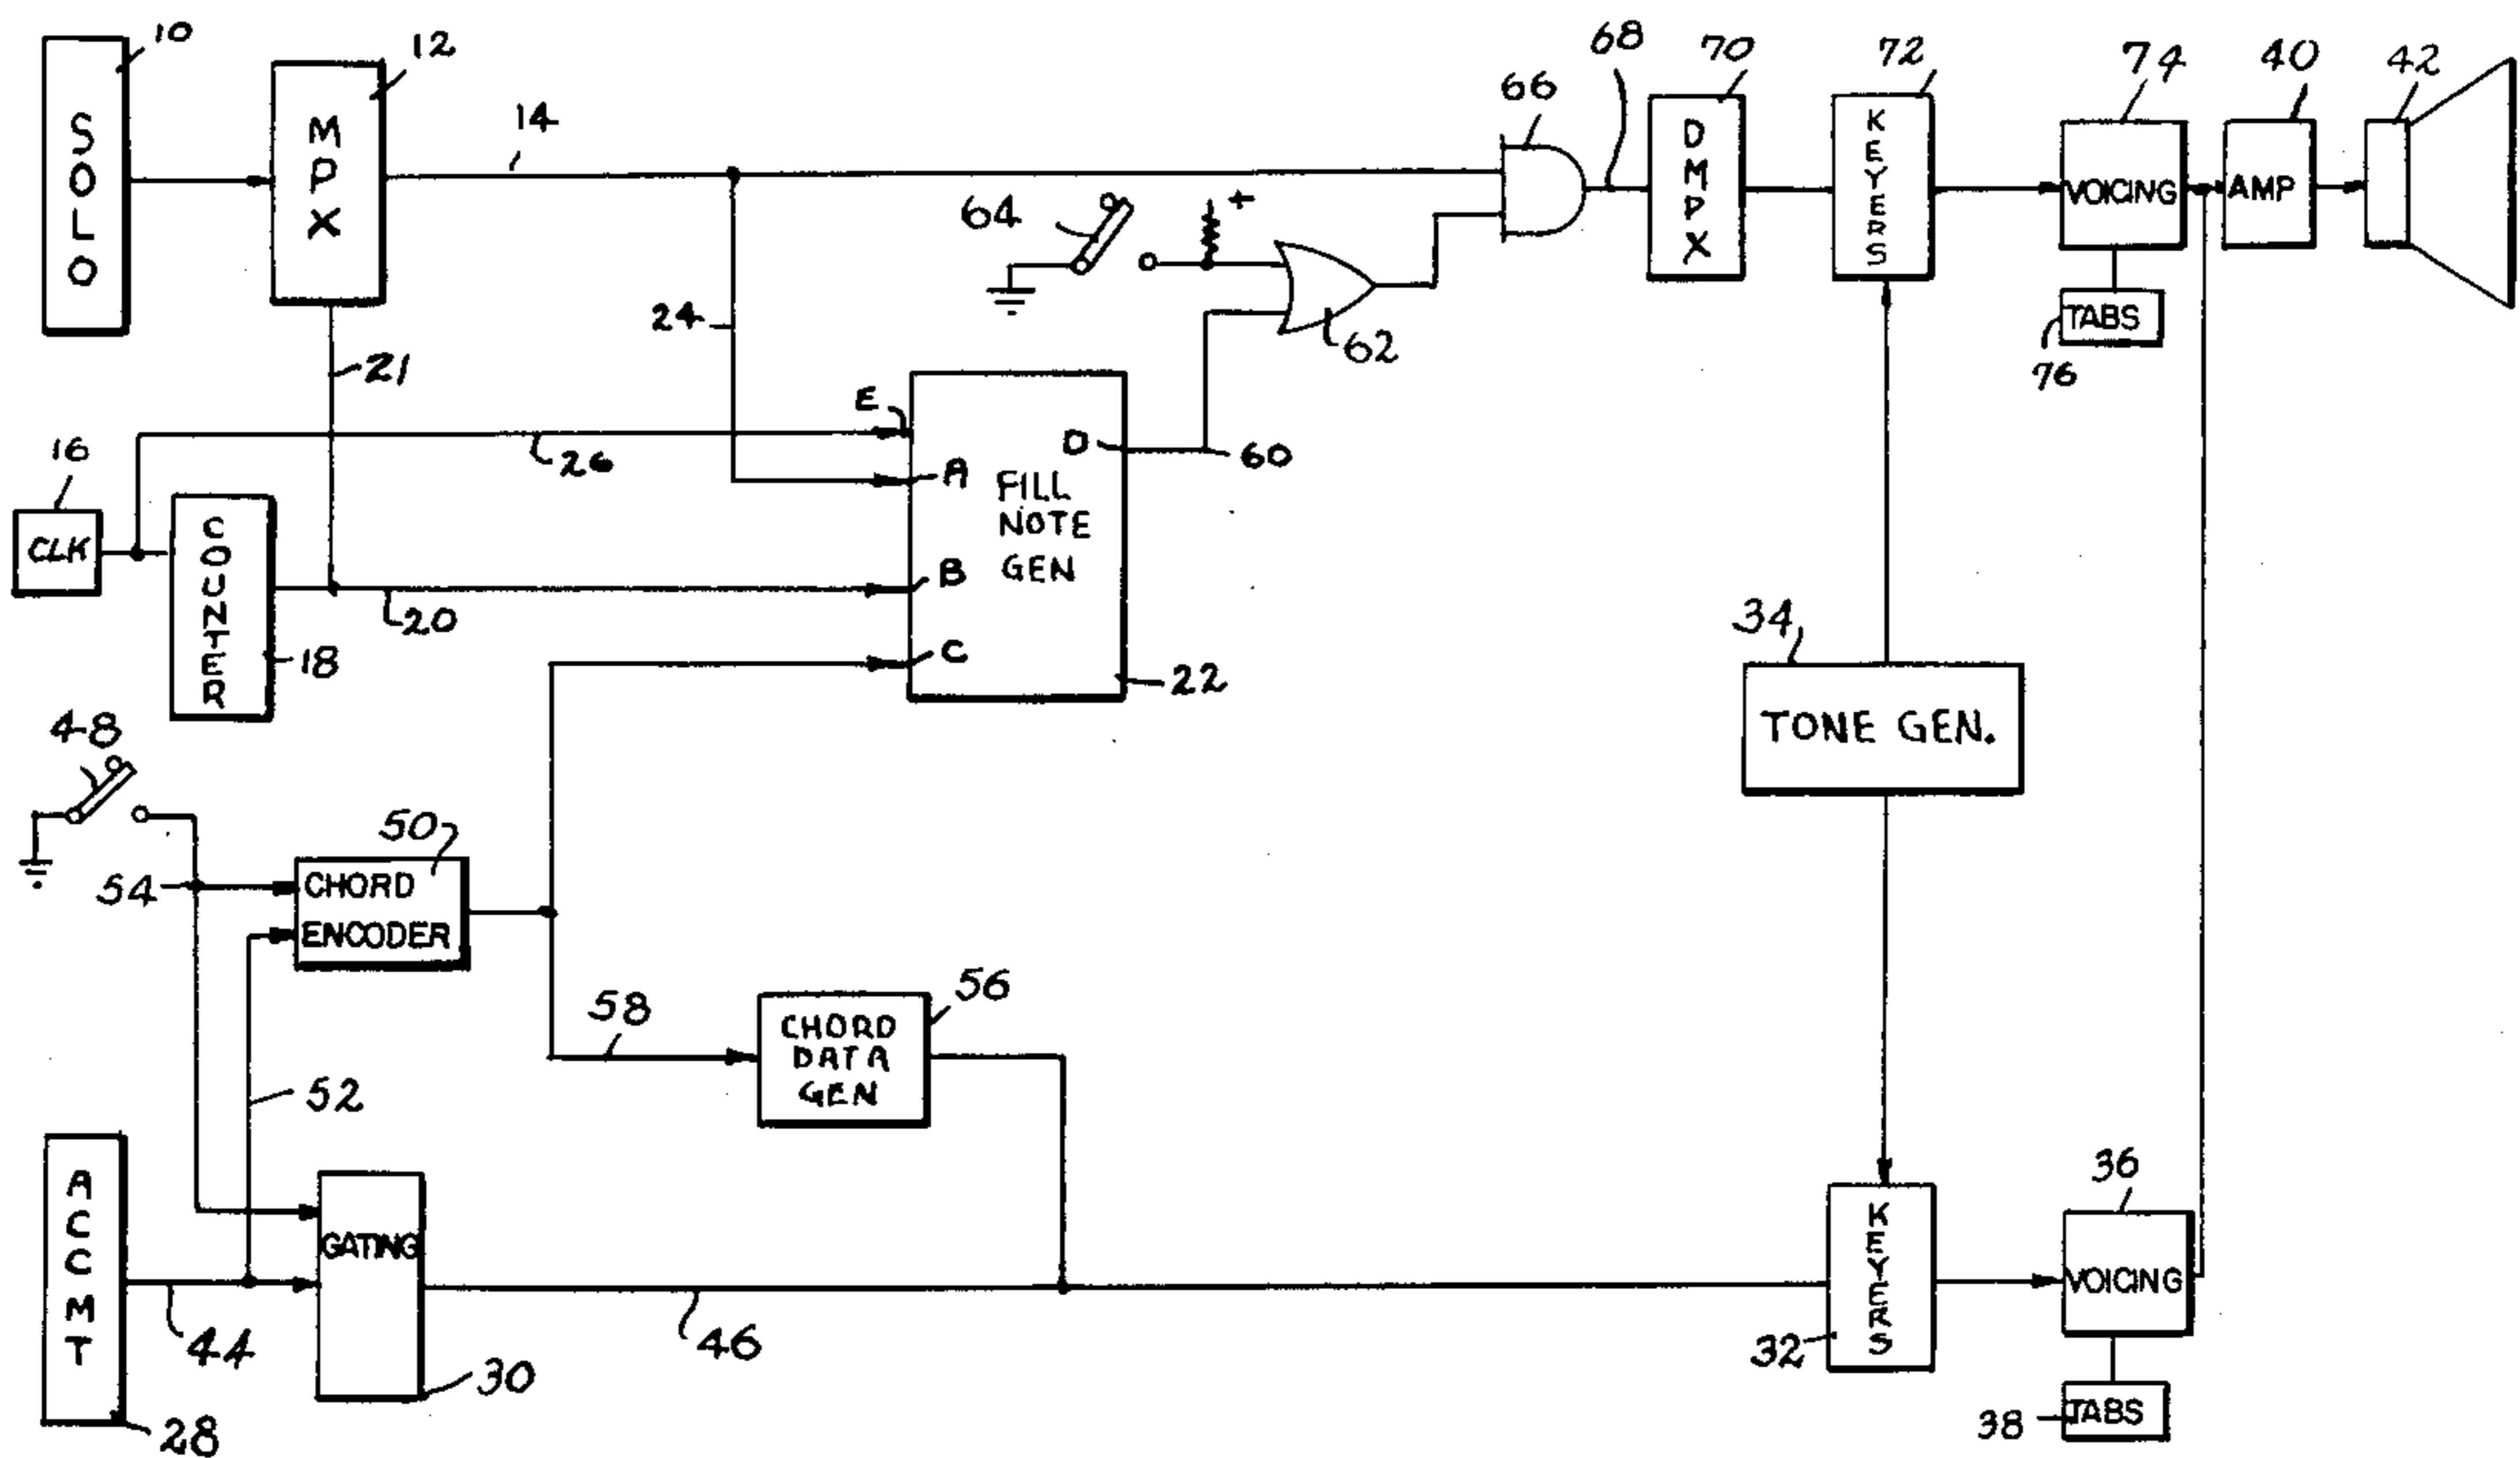 10
12
14
66
68
70
72
74
40
42
SOLO
MPX
DMPX
KEYERS
VOICING
AMP
TABS
76
64
+
62
24
21
16
CLK
COUNTER
18
26
20
E
A
B
C
D
60
FILL
NOTE
GEN
22
34
TONE GEN.
48
50
54
CHORD
ENCODER
58
56
CHORD
DATA
GEN
52
ACCMT
28
44
GATING
30
46
KEYERS
32
36
VOICING
38
TABS